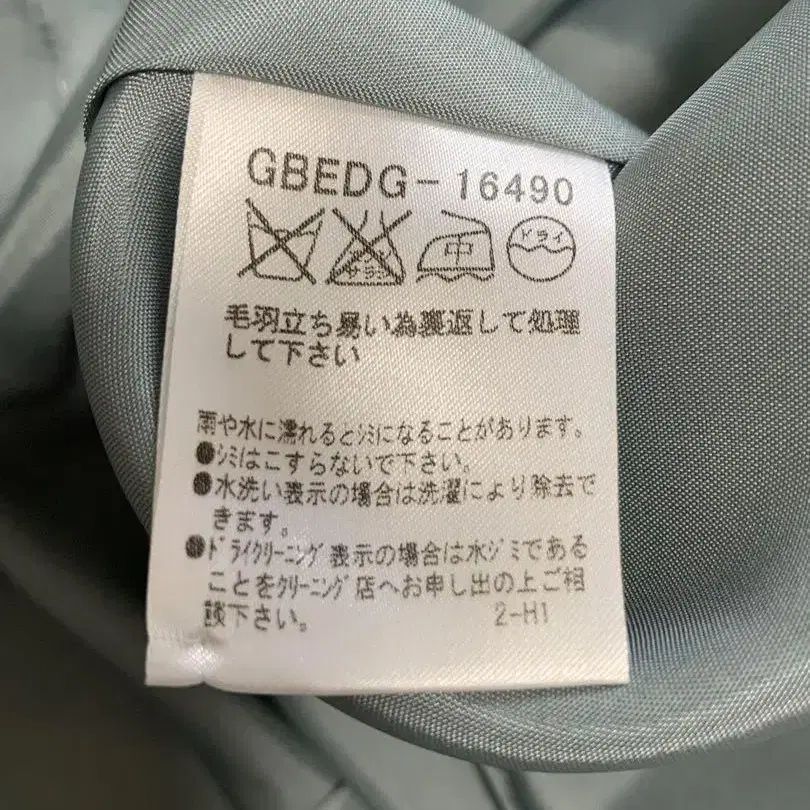 GBEDG-16490
エンソ サラシ 中 ドライ
毛羽立ち易い為裏返して処理
して下さい
雨や水に濡れるとｼﾐになることがあります。
●ｼﾐはこすらないで下さい。
●水洗い表示の場合は洗濯により除去で
きます。
●ﾄﾞﾗｲｸﾘｰﾆﾝｸﾞ表示の場合は水ｼﾞﾐである
ことをｸﾘｰﾆﾝｸﾞ店へお申し出の上ご相
談下さい。 2-H1